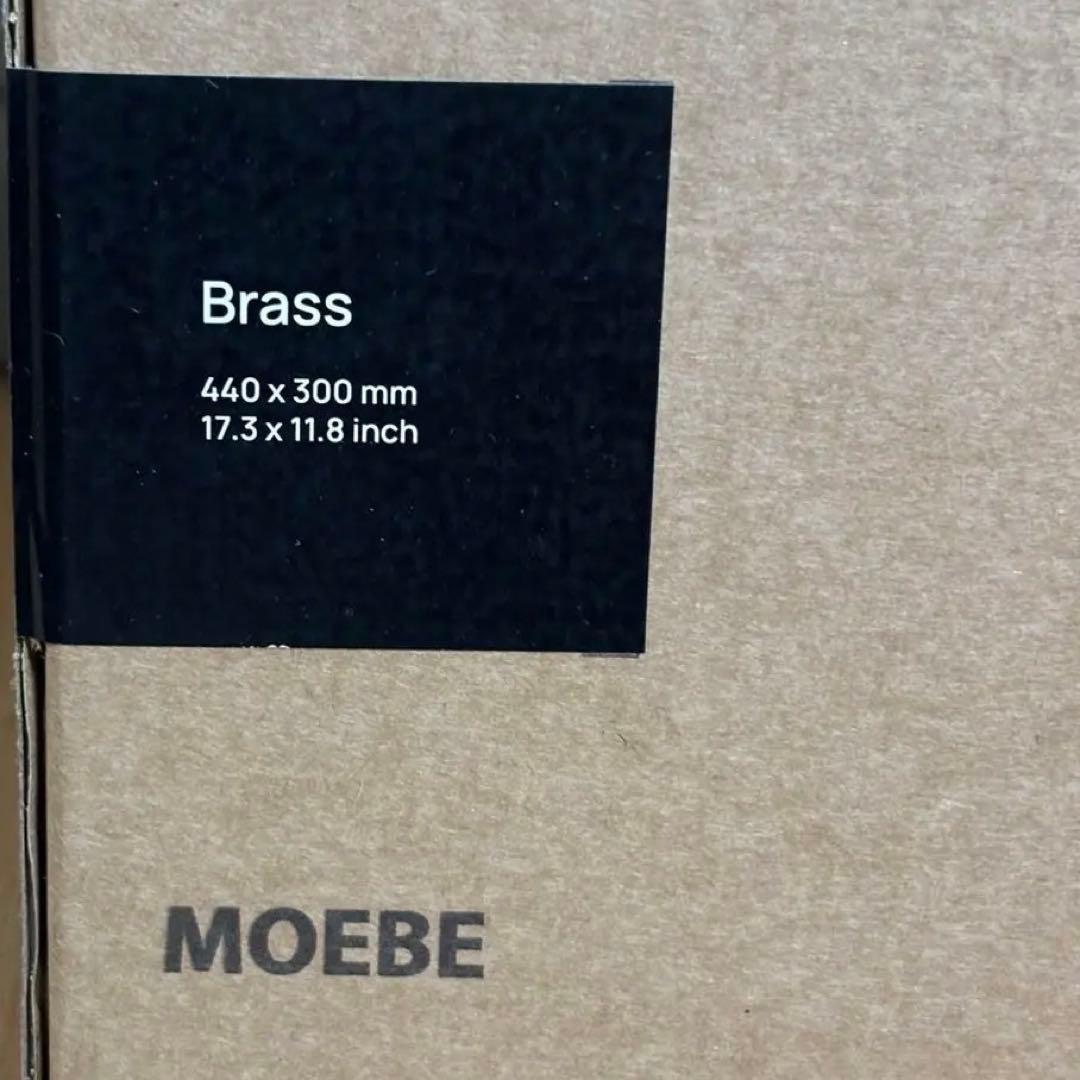 Brass
440 x 300 mm
17.3 x 11.8 inch
MOEBE